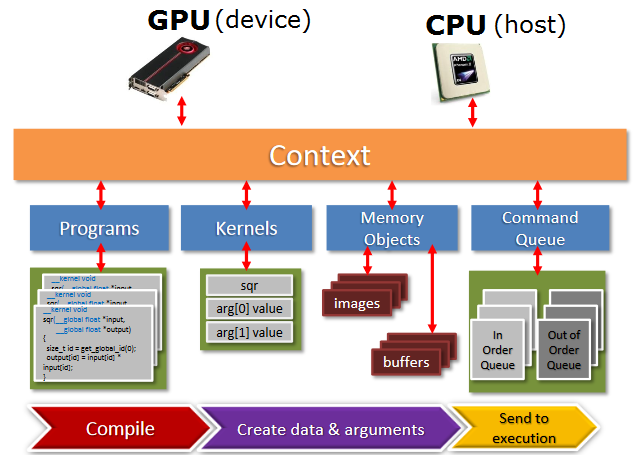 GPU (device)
CPU (host)
AMD
Context
Programs
Kernels
Memory
Objects
Command
Queue
__kernel void
sqr(__global float *input,
__kernel void
sqr(__global float *input,
__kernel void
sqr(__global float *input,
__global float *output)
{
size_t id = get_global_id(0);
output[id] = input[id] *
input[id];
}
sqr
arg[0] value
arg[1] value
images
buffers
In
Order
Queue
Out of
Order
Queue
Compile
Create data & arguments
Send to
execution